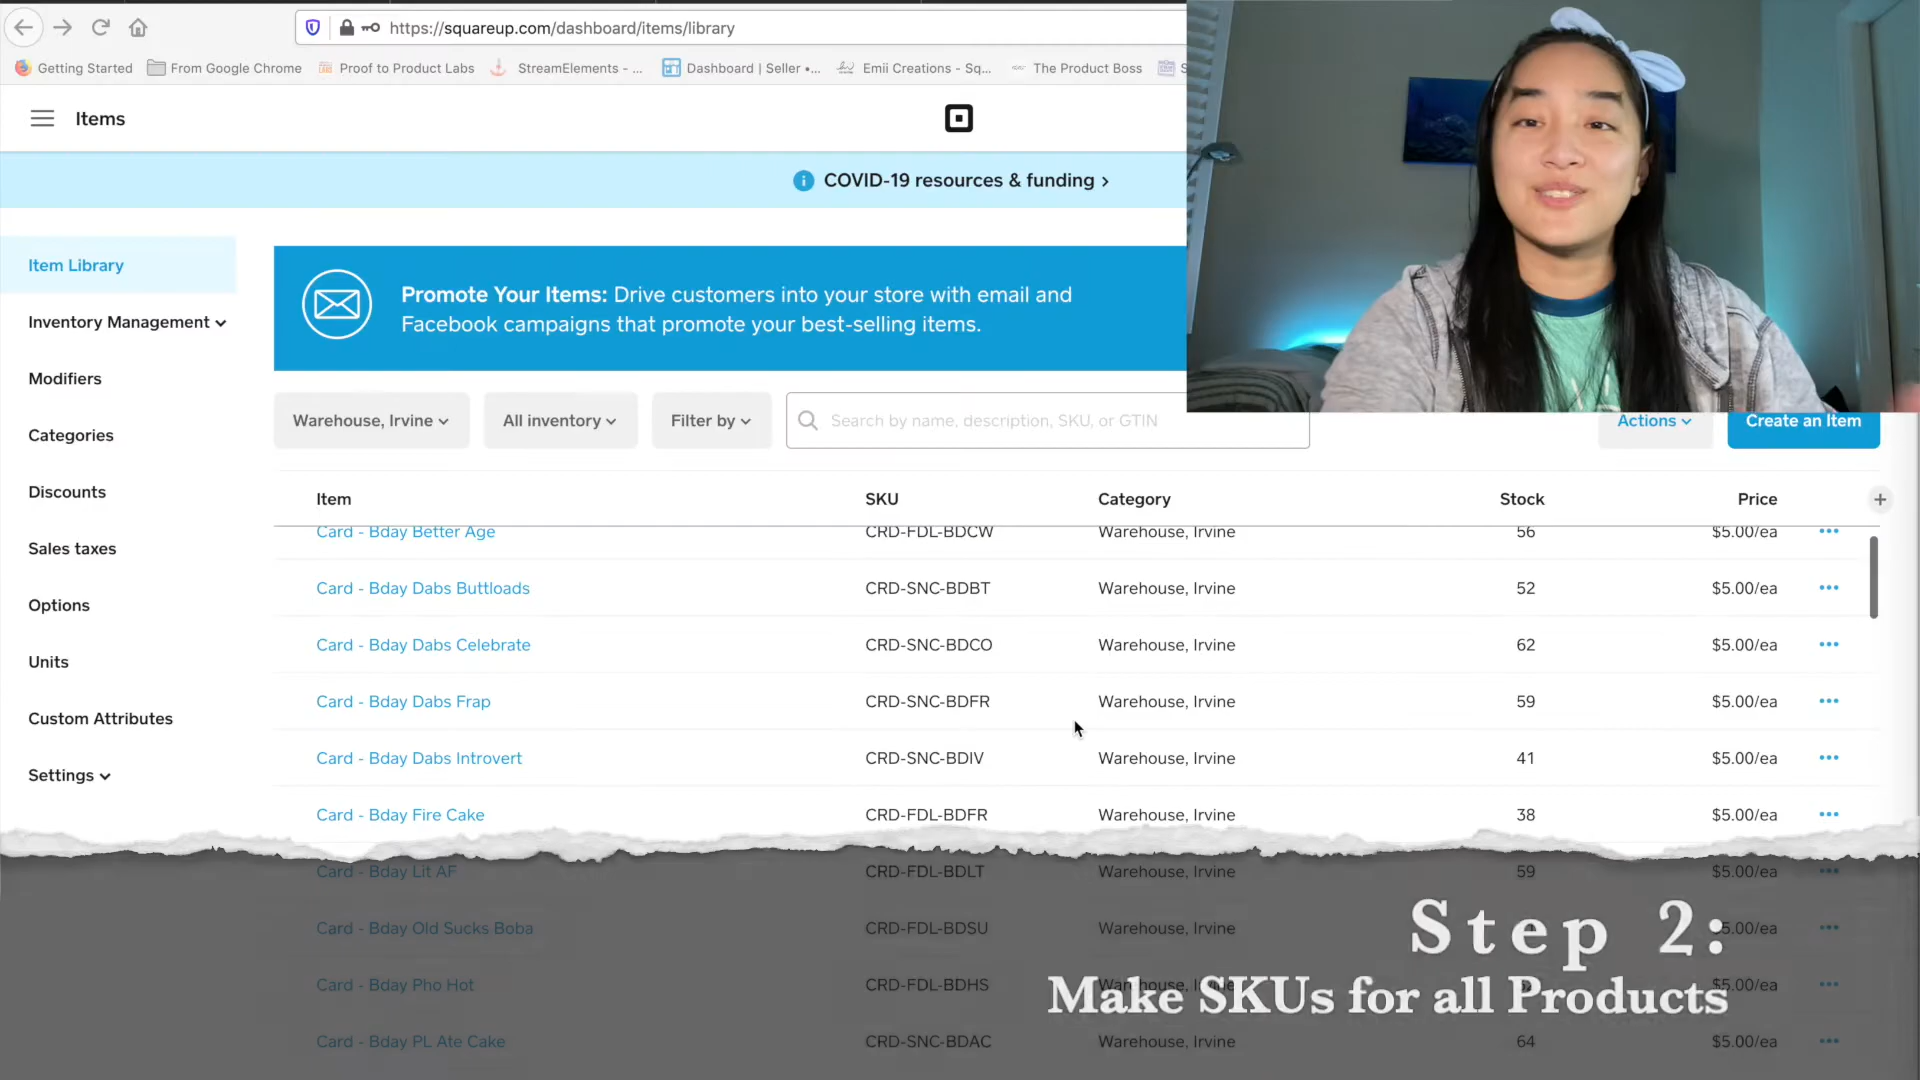 https://squareup.com/dashboard/items/library
Getting Started
From Google Chrome
Proof to Product Labs
StreamElements - ...
Dashboard | Seller •...
Emii Creations - Sq...
The Product Boss
S
Items
COVID-19 resources & funding >
Item Library
Inventory Management
Modifiers
Categories
Discounts
Sales taxes
Options
Units
Custom Attributes
Settings
Promote Your Items: Drive customers into your store with email and
Facebook campaigns that promote your best-selling items.
Warehouse, Irvine
All inventory
Filter by
Search by name, description, SKU, or GTIN
Actions
Create an Item
Item SKU Category Stock Price +
Card - Bday Better Age CRD-FDL-BDCW Warehouse, Irvine 56 $5.00/ea
Card - Bday Dabs Buttloads CRD-SNC-BDBT Warehouse, Irvine 52 $5.00/ea
Card - Bday Dabs Celebrate CRD-SNC-BDCO Warehouse, Irvine 62 $5.00/ea
Card - Bday Dabs Frap CRD-SNC-BDFR Warehouse, Irvine 59 $5.00/ea
Card - Bday Dabs Introvert CRD-SNC-BDIV Warehouse, Irvine 41 $5.00/ea
Card - Bday Fire Cake CRD-FDL-BDFR Warehouse, Irvine 38 $5.00/ea
Card - Bday Lit AF CRD-FDL-BDLT Warehouse, Irvine 59 $5.00/ea
Card - Bday Old Sucks Boba CRD-FDL-BDSU Warehouse, Irvine $5.00/ea
Card - Bday Pho Hot CRD-FDL-BDHS Warehouse, Irvine $5.00/ea
Card - Bday PL Ate Cake CRD-SNC-BDAC Warehouse, Irvine 64 $5.00/ea
Step 2:
Make SKUs for all Products